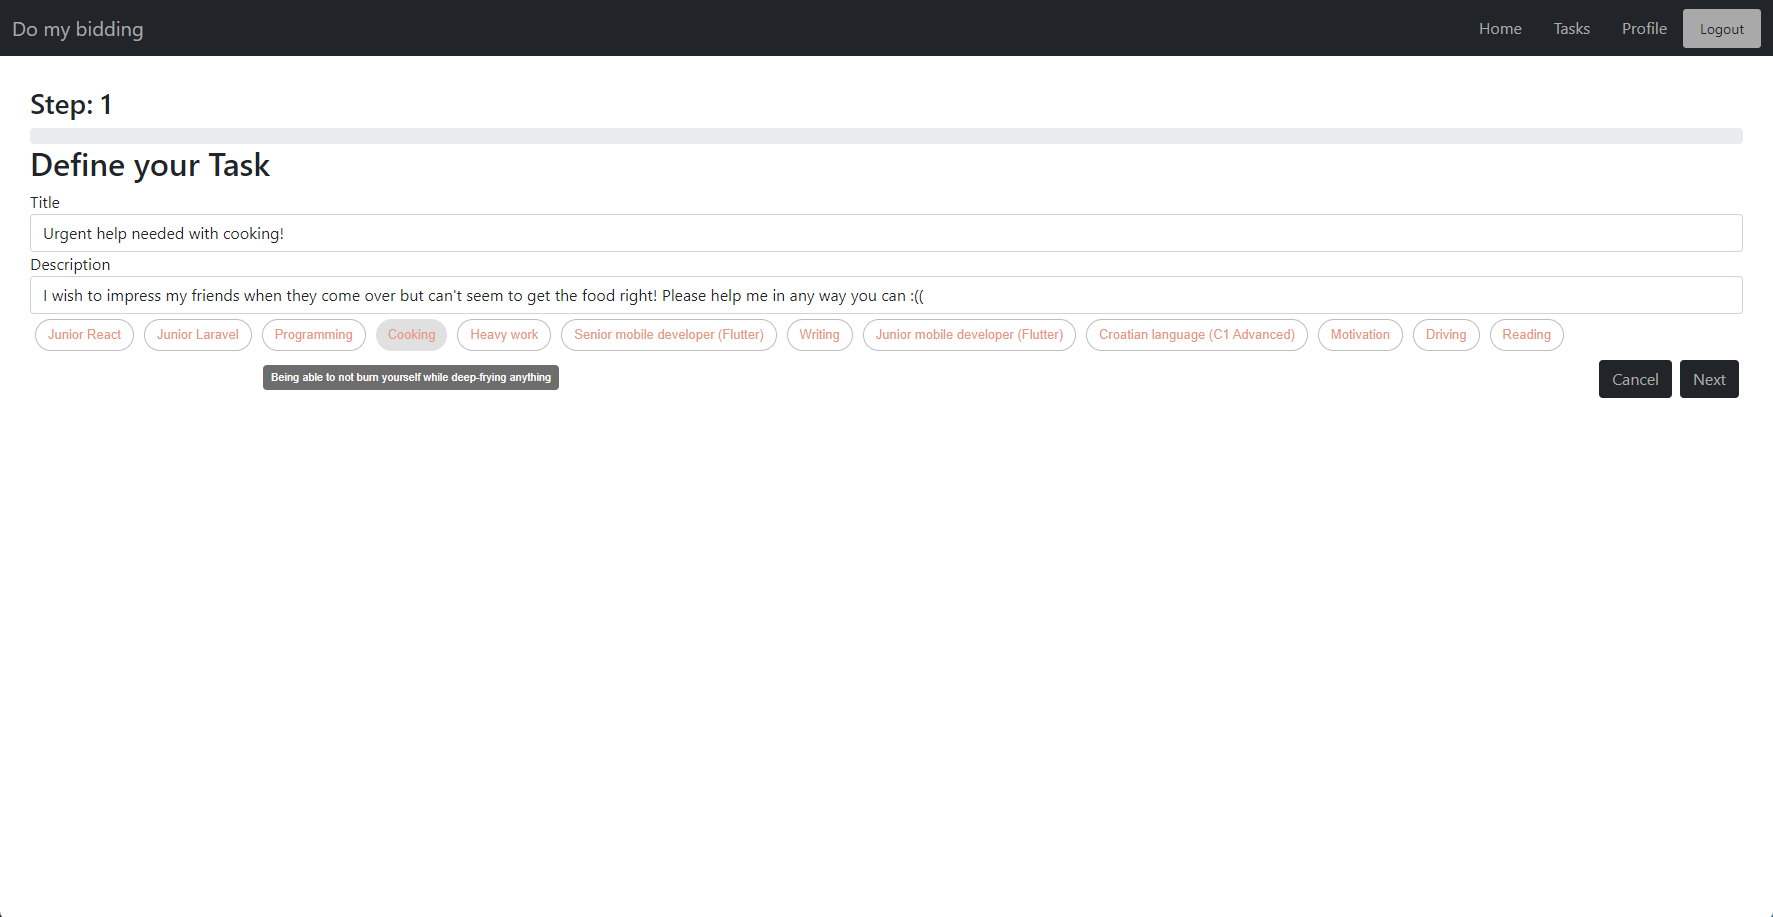 Do my bidding Home Tasks Profile Logout
Step: 1
Define your Task
Title
Urgent help needed with cooking!
Description
I wish to impress my friends when they come over but can't seem to get the food right! Please help me in any way you can :((
Junior React Junior Laravel Programming Cooking Heavy work Senior mobile developer (Flutter) Writing Junior mobile developer (Flutter) Croatian language (C1 Advanced) Motivation Driving Reading
Being able to not burn yourself while deep-frying anything
Cancel Next